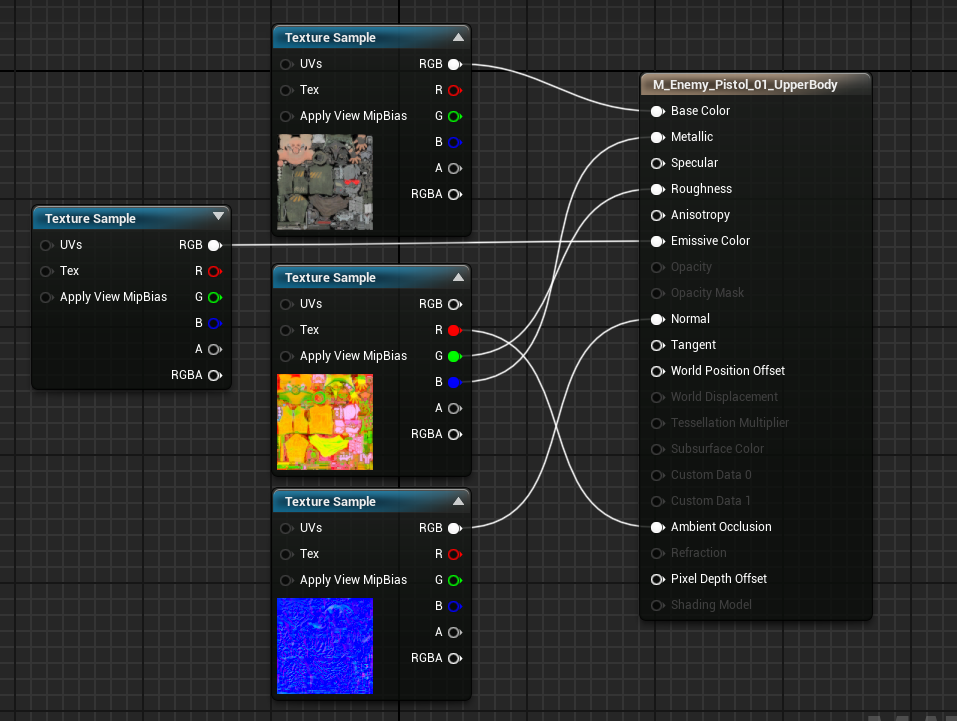 Texture Sample
UVs RGB
Tex R
Apply View MipBias G
B
A
RGBA
Texture Sample
UVs RGB
Tex R
Apply View MipBias G
B
A
RGBA
Texture Sample
UVs RGB
Tex R
Apply View MipBias G
B
A
RGBA
Texture Sample
UVs RGB
Tex R
Apply View MipBias G
B
A
RGBA
M_Enemy_Pistol_01_UpperBody
Base Color
Metallic
Specular
Roughness
Anisotropy
Emissive Color
Opacity
Opacity Mask
Normal
Tangent
World Position Offset
World Displacement
Tessellation Multiplier
Subsurface Color
Custom Data 0
Custom Data 1
Ambient Occlusion
Refraction
Pixel Depth Offset
Shading Model